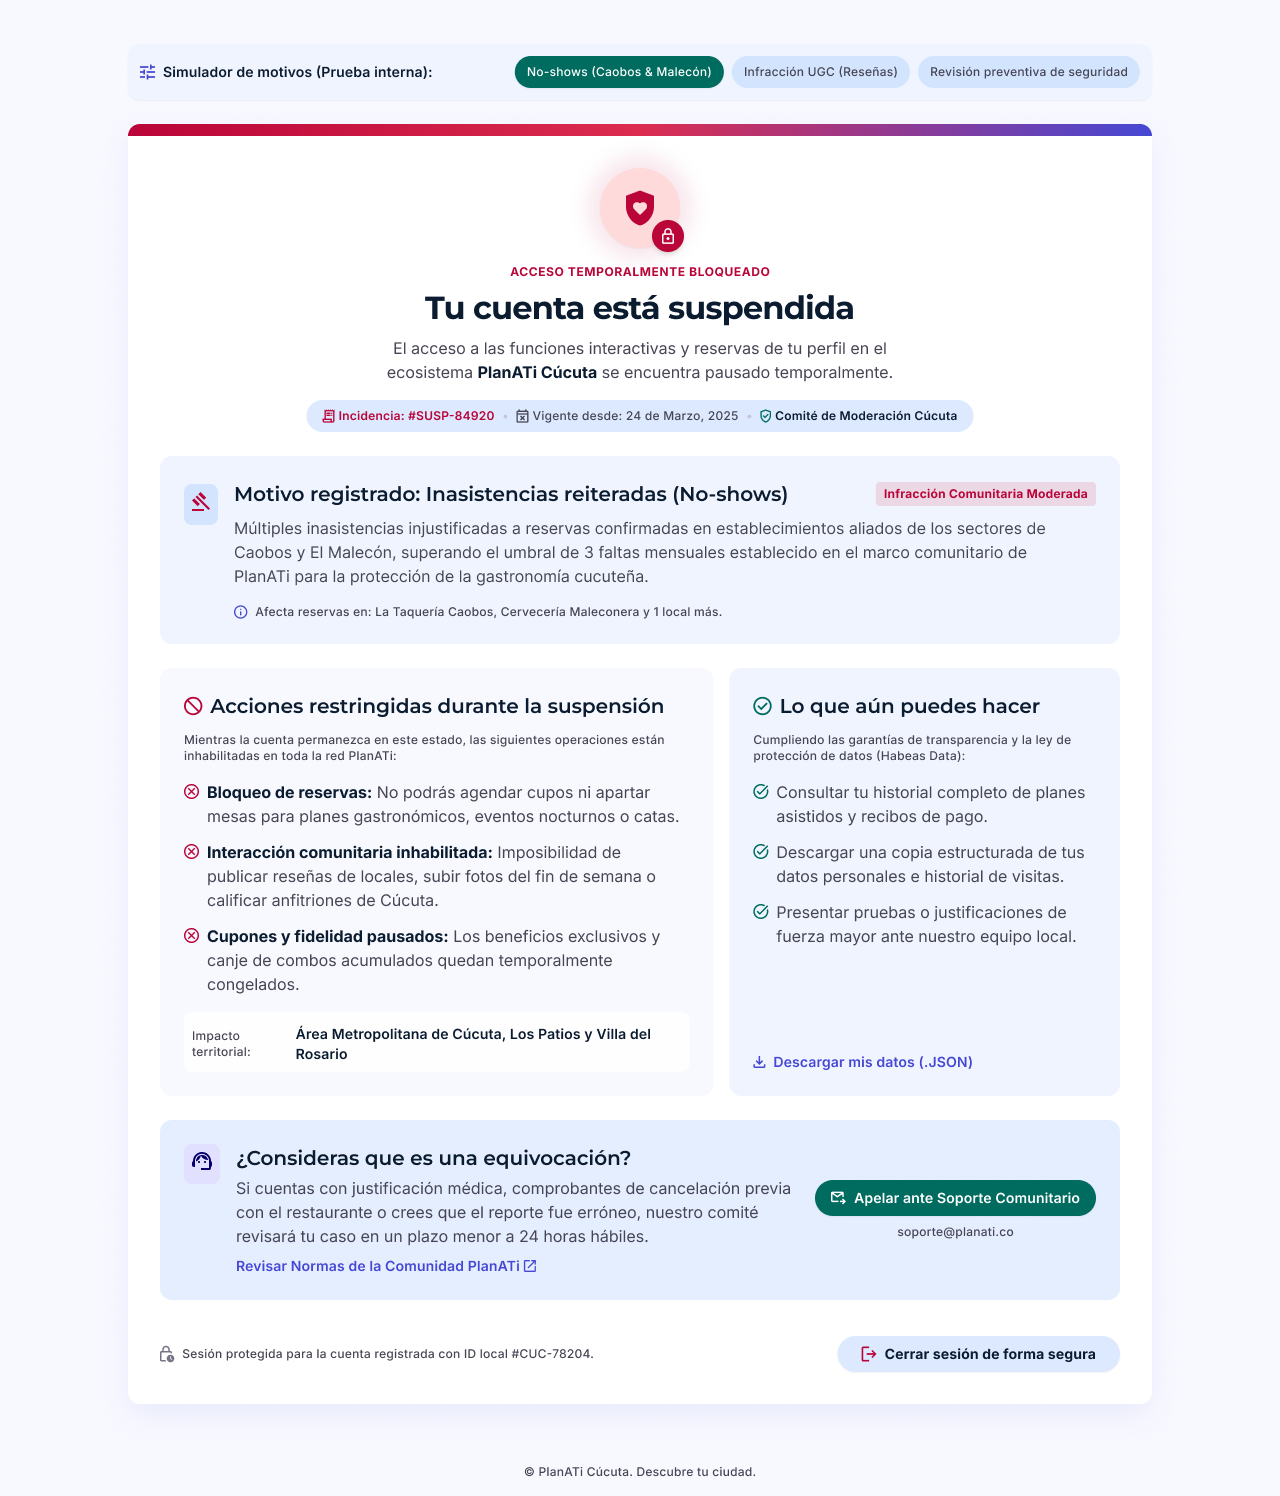 Simulador de motivos (Prueba interna):
No-shows (Caobos & Malecón)
Infracción UGC (Reseñas)
Revisión preventiva de seguridad
ACCESO TEMPORALMENTE BLOQUEADO
Tu cuenta está suspendida
El acceso a las funciones interactivas y reservas de tu perfil en el
ecosistema PlanATi Cúcuta se encuentra pausado temporalmente.
Incidencia: #SUSP-84920 • Vigente desde: 24 de Marzo, 2025 • Comité de Moderación Cúcuta
Motivo registrado: Inasistencias reiteradas (No-shows)
Infracción Comunitaria Moderada
Múltiples inasistencias injustificadas a reservas confirmadas en establecimientos aliados de los sectores de
Caobos y El Malecón, superando el umbral de 3 faltas mensuales establecido en el marco comunitario de
PlanATi para la protección de la gastronomía cucuteña.
Afecta reservas en: La Taquería Caobos, Cervecería Maleconera y 1 local más.
Acciones restringidas durante la suspensión
Mientras la cuenta permanezca en este estado, las siguientes operaciones están
inhabilitadas en toda la red PlanATi:
Bloqueo de reservas: No podrás agendar cupos ni apartar
mesas para planes gastronómicos, eventos nocturnos o catas.
Interacción comunitaria inhabilitada: Imposibilidad de
publicar reseñas de locales, subir fotos del fin de semana o
calificar anfitriones de Cúcuta.
Cupones y fidelidad pausados: Los beneficios exclusivos y
canje de combos acumulados quedan temporalmente
congelados.
Impacto
territorial:
Área Metropolitana de Cúcuta, Los Patios y Villa del
Rosario
Lo que aún puedes hacer
Cumpliendo las garantías de transparencia y la ley de
protección de datos (Habeas Data):
Consultar tu historial completo de planes
asistidos y recibos de pago.
Descargar una copia estructurada de tus
datos personales e historial de visitas.
Presentar pruebas o justificaciones de
fuerza mayor ante nuestro equipo local.
Descargar mis datos (.JSON)
¿Consideras que es una equivocación?
Si cuentas con justificación médica, comprobantes de cancelación previa
con el restaurante o crees que el reporte fue erróneo, nuestro comité
revisará tu caso en un plazo menor a 24 horas hábiles.
Revisar Normas de la Comunidad PlanATi
Apelar ante Soporte Comunitario
soporte@planati.co
Sesión protegida para la cuenta registrada con ID local #CUC-78204.
Cerrar sesión de forma segura
© PlanATi Cúcuta. Descubre tu ciudad.